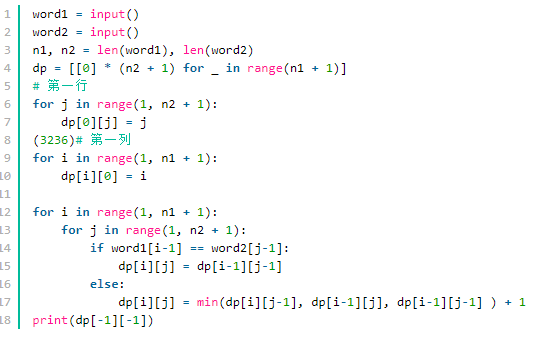 1 word1 = input()
2 word2 = input()
3 n1, n2 = len(word1), len(word2)
4 dp = [[0] * (n2 + 1) for _ in range(n1 + 1)]
5 # 第一行
6 for j in range(1, n2 + 1):
7     dp[0][j] = j
8 (3236)# 第一列
9 for i in range(1, n1 + 1):
10     dp[i][0] = i
11
12 for i in range(1, n1 + 1):
13     for j in range(1, n2 + 1):
14         if word1[i-1] == word2[j-1]:
15             dp[i][j] = dp[i-1][j-1]
16         else:
17             dp[i][j] = min(dp[i][j-1], dp[i-1][j], dp[i-1][j-1] ) + 1
18 print(dp[-1][-1])